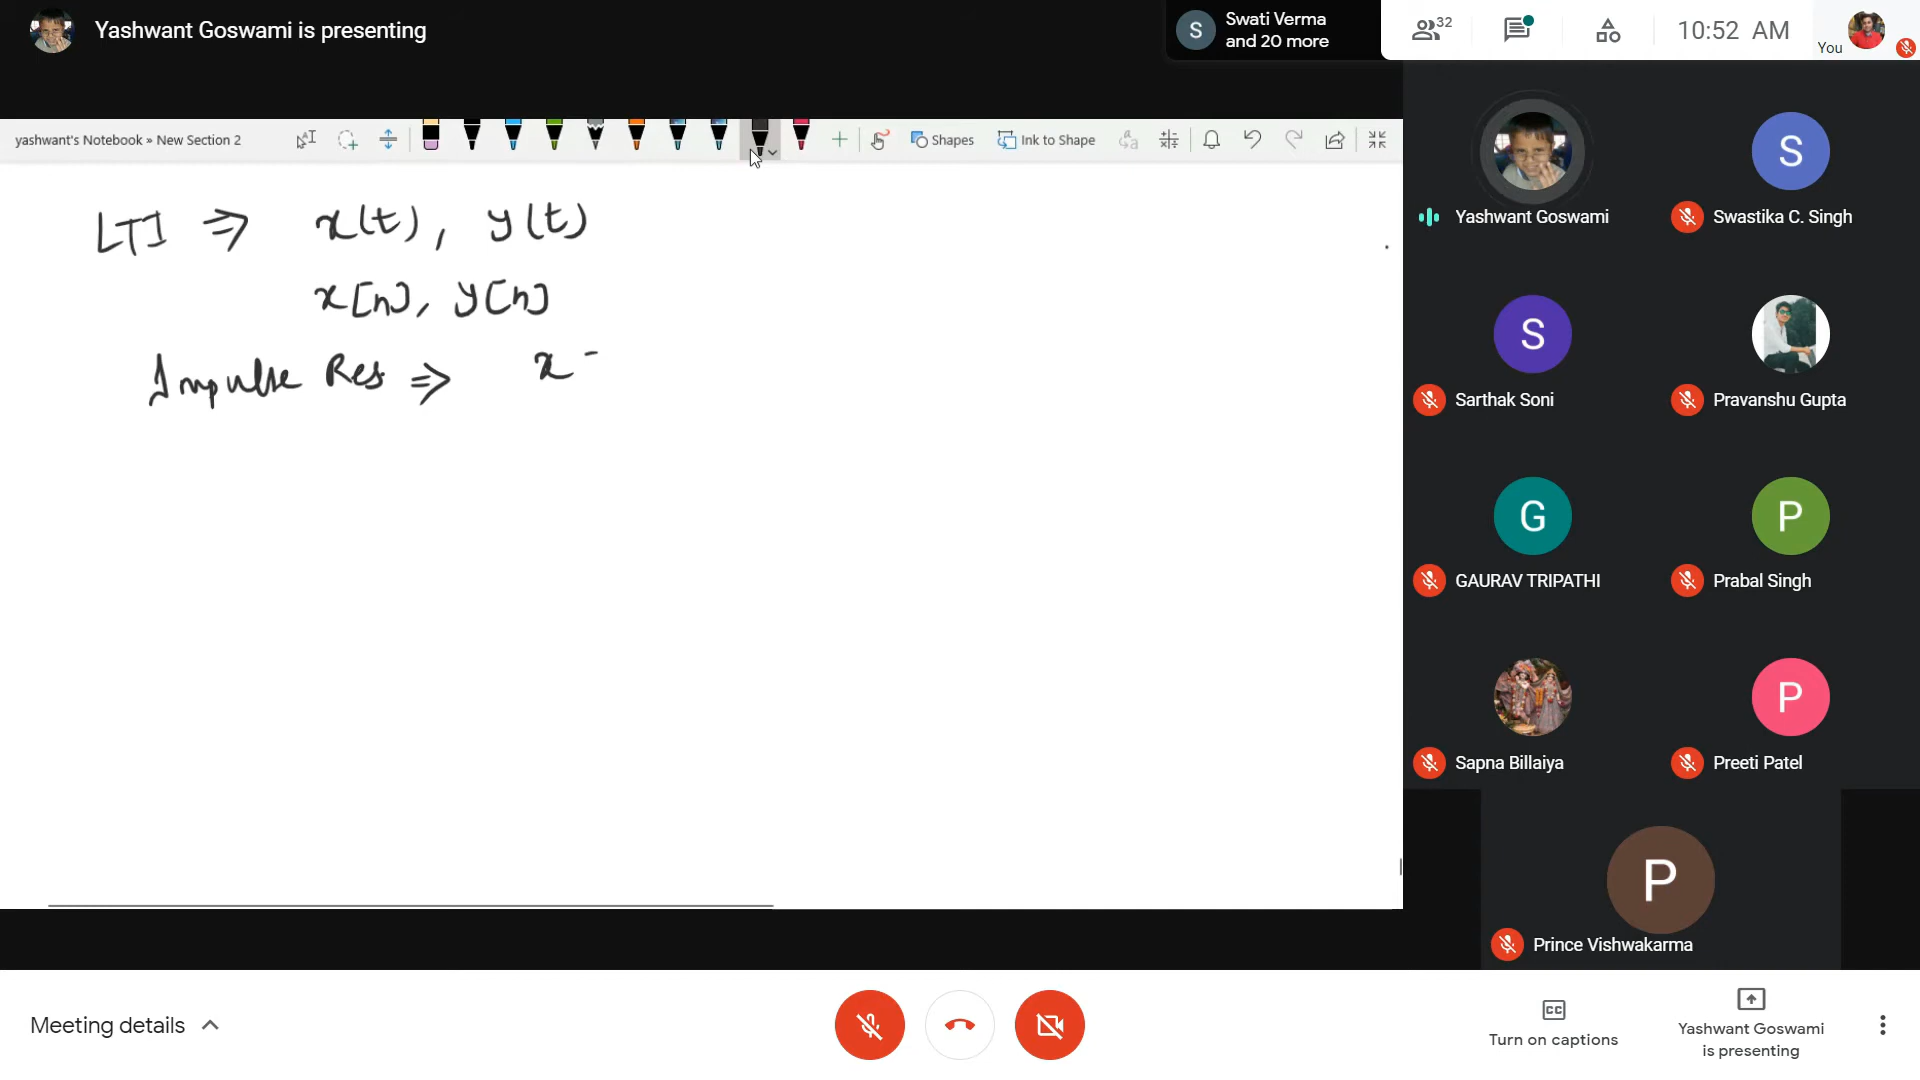 Yashwant Goswami is presenting
S
Swati Verma
and 20 more
32
10:52 AM
You
yashwant's Notebook » New Section 2
Shapes
Ink to Shape
LTI ⇒ x(t), y(t)
x[n], y[n]
Impulse Res ⇒ x -
Yashwant Goswami
S
Swastika C. Singh
S
Sarthak Soni
Pravanshu Gupta
G
GAURAV TRIPATHI
P
Prabal Singh
Sapna Billaiya
P
Preeti Patel
P
Prince Vishwakarma
Meeting details
CC
Turn on captions
Yashwant Goswami
is presenting